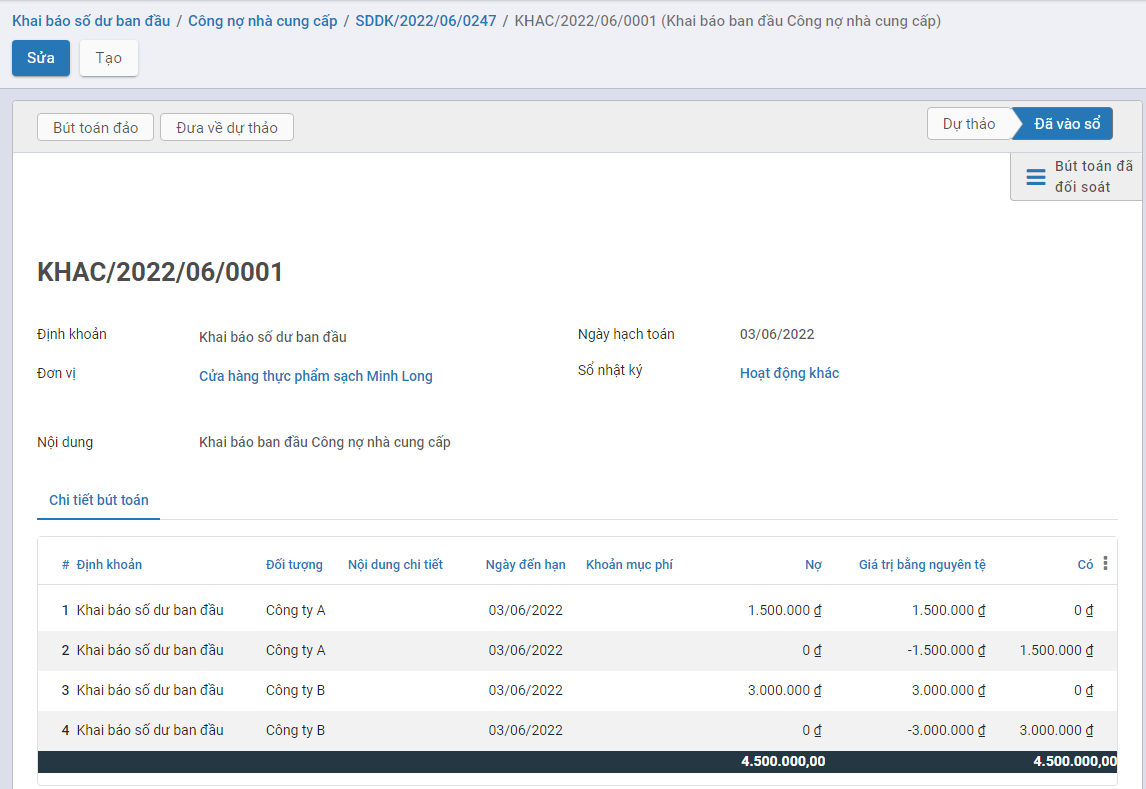 Khai báo số dư ban đầu / Công nợ nhà cung cấp / SDDK/2022/06/0247 / KHAC/2022/06/0001 (Khai báo ban đầu Công nợ nhà cung cấp)
Sửa Tạo
Bút toán đảo Đưa về dự thảo Dự thảo Đã vào sổ
Bút toán đã
đối soát
KHAC/2022/06/0001
Định khoản Khai báo số dư ban đầu Ngày hạch toán 03/06/2022
Đơn vị Cửa hàng thực phẩm sạch Minh Long Sổ nhật ký Hoạt động khác
Nội dung Khai báo ban đầu Công nợ nhà cung cấp
Chi tiết bút toán
# Định khoản Đối tượng Nội dung chi tiết Ngày đến hạn Khoản mục phí Nợ Giá trị bằng nguyên tệ Có
1 Khai báo số dư ban đầu Công ty A 03/06/2022 1.500.000 ₫ 1.500.000 ₫ 0 ₫
2 Khai báo số dư ban đầu Công ty A 03/06/2022 0 ₫ -1.500.000 ₫ 1.500.000 ₫
3 Khai báo số dư ban đầu Công ty B 03/06/2022 3.000.000 ₫ 3.000.000 ₫ 0 ₫
4 Khai báo số dư ban đầu Công ty B 03/06/2022 0 ₫ -3.000.000 ₫ 3.000.000 ₫
4.500.000,00 4.500.000,00